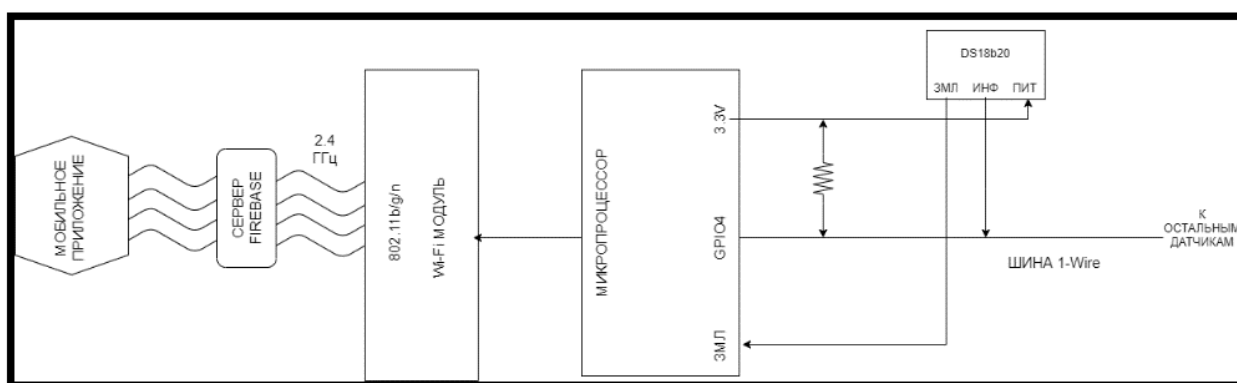 МОБИЛЬНОЕ
ПРИЛОЖЕНИЕ
СЕРВЕР
FIREBASE
2.4
ГГц
802.11b/g/n
Wi-Fi МОДУЛЬ
МИКРОПРОЦЕССОР
3.3V
GPIO4
ЗМЛ
DS18b20
ЗМЛ ИНФ ПИТ
ШИНА 1-Wire
К
ОСТАЛЬНЫМ
ДАТЧИКАМ